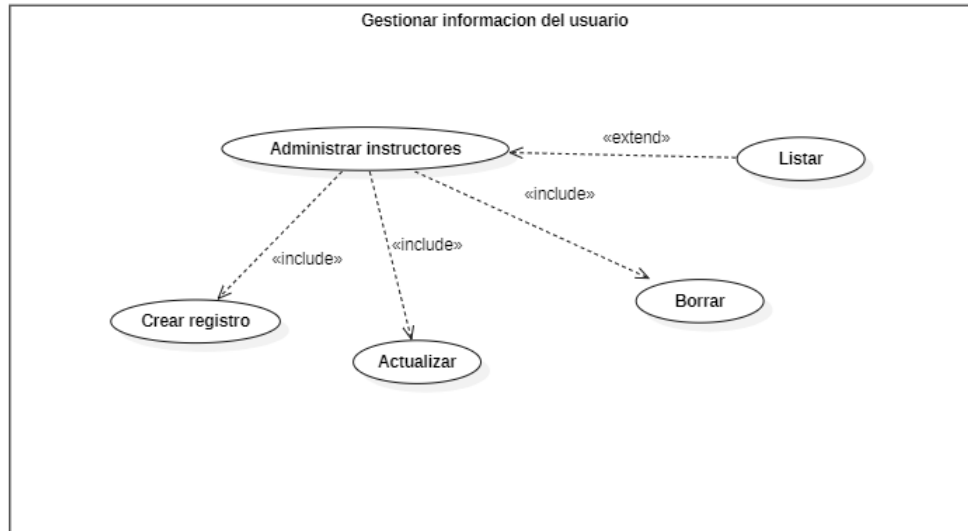 Gestionar informacion del usuario
Administrar instructores
«extend»
Listar
«include»
«include»
«include»
Crear registro
Actualizar
Borrar